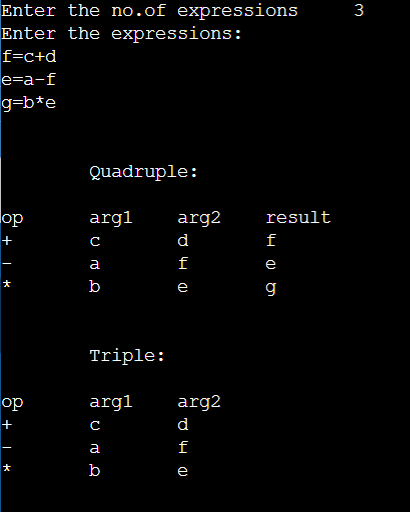 Enter the no.of expressions     3
Enter the expressions:
f=c+d
e=a-f
g=b*e
Quadruple:
op      arg1    arg2    result
+       c       d       f
-       a       f       e
*       b       e       g
Triple:
op      arg1    arg2
+       c       d
-       a       f
*       b       e